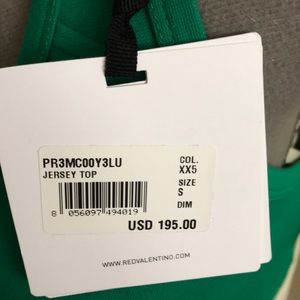 PR3MC00Y3LU
JERSEY TOP
COL.
XX5
SIZE
S
DIM
8 056097 494019
USD 195.00
WWW.REDVALENTINO.COM